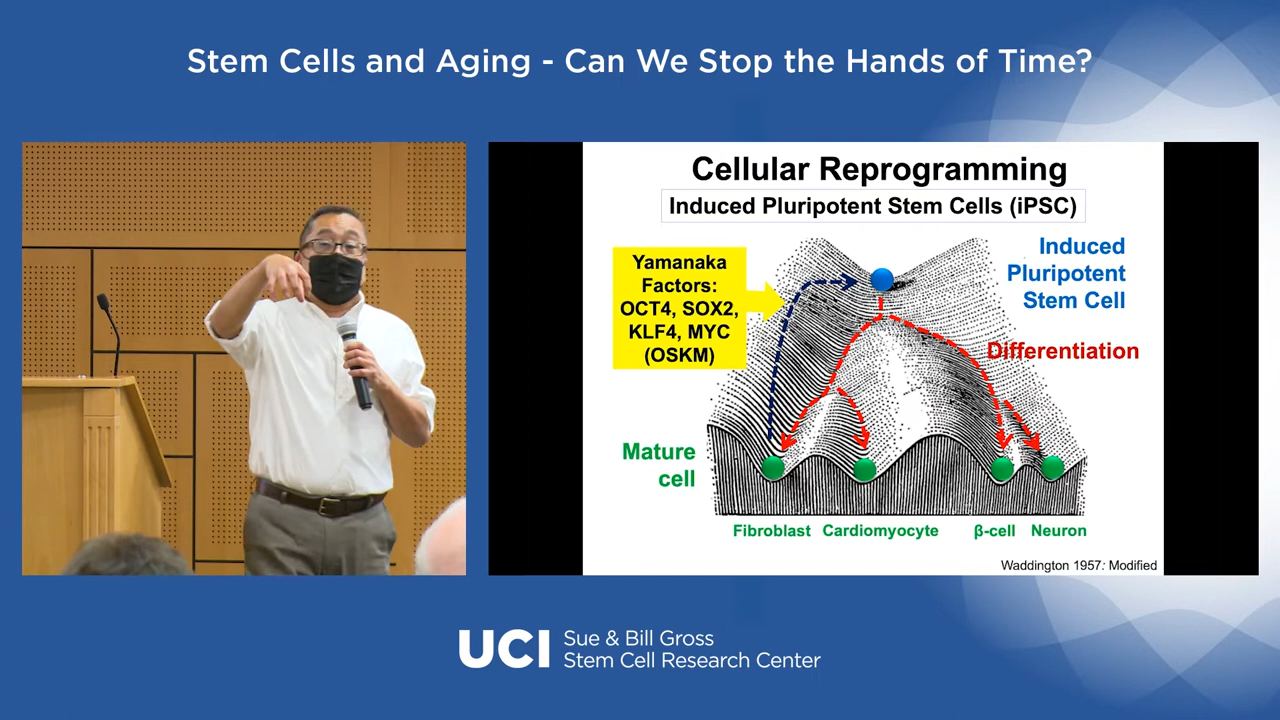 Stem Cells and Aging - Can We Stop the Hands of Time?
Cellular Reprogramming
Induced Pluripotent Stem Cells (iPSC)
Yamanaka
Factors:
OCT4, SOX2,
KLF4, MYC
(OSKM)
Induced
Pluripotent
Stem Cell
Differentiation
Mature
cell
Fibroblast Cardiomyocyte β-cell Neuron
Waddington 1957: Modified
UCI
Sue & Bill Gross
Stem Cell Research Center